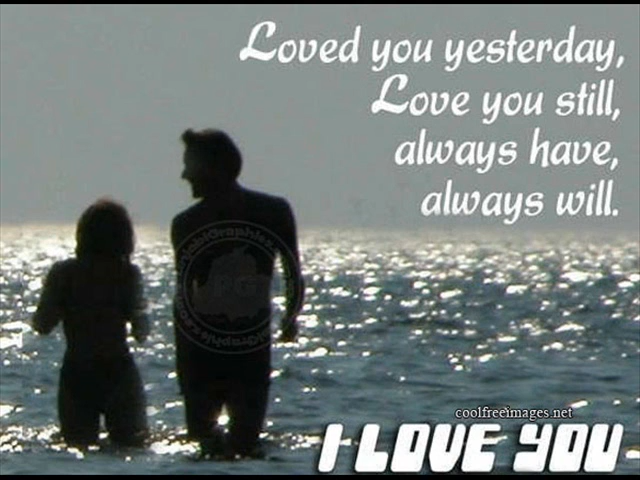 Loved you yesterday,
Love you still,
always have,
always will.
coolfreeimages.net
I LOVE YOU